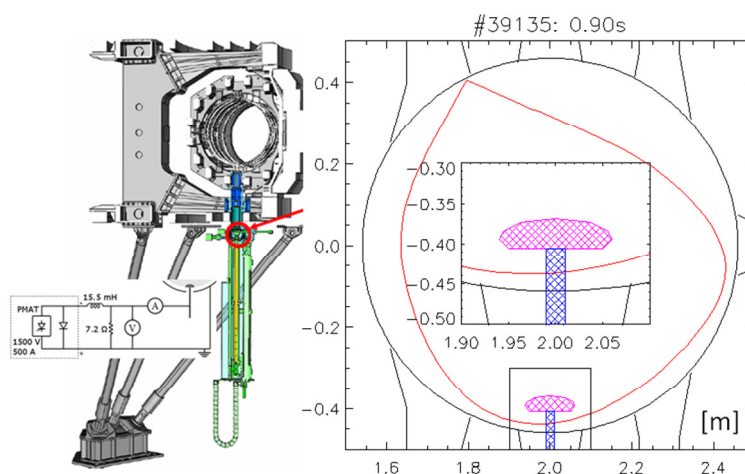 #39135: 0.90s
0.4
0.2
0.0
-0.2
-0.4
-0.30
-0.35
-0.40
-0.45
-0.50
1.90 1.95 2.00 2.05
1.6 1.8 2.0 2.2 2.4
[m]
PMAT
1500 V
500 A
-
+
15.5 mH
7.2 Ω
A
V